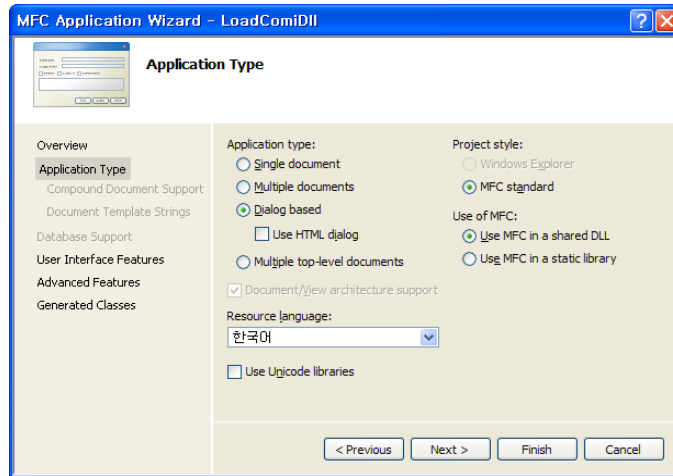 MFC Application Wizard - LoadComiDll
Application Type
Overview
Application Type
Compound Document Support
Document Template Strings
Database Support
User Interface Features
Advanced Features
Generated Classes
Application type:
Single document
Multiple documents
Dialog based
Use HTML dialog
Multiple top-level documents
Document/View architecture support
Resource language:
한국어
Use Unicode libraries
Project style:
Windows Explorer
MFC standard
Use of MFC:
Use MFC in a shared DLL
Use MFC in a static library
< Previous
Next >
Finish
Cancel